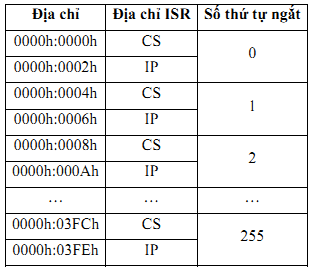 Địa chỉ Địa chỉ ISR Số thứ tự ngắt
0000h:0000h CS 0
0000h:0002h IP
0000h:0004h CS 1
0000h:0006h IP
0000h:0008h CS 2
0000h:000Ah IP
… … …
0000h:03FCh CS 255
0000h:03FEh IP